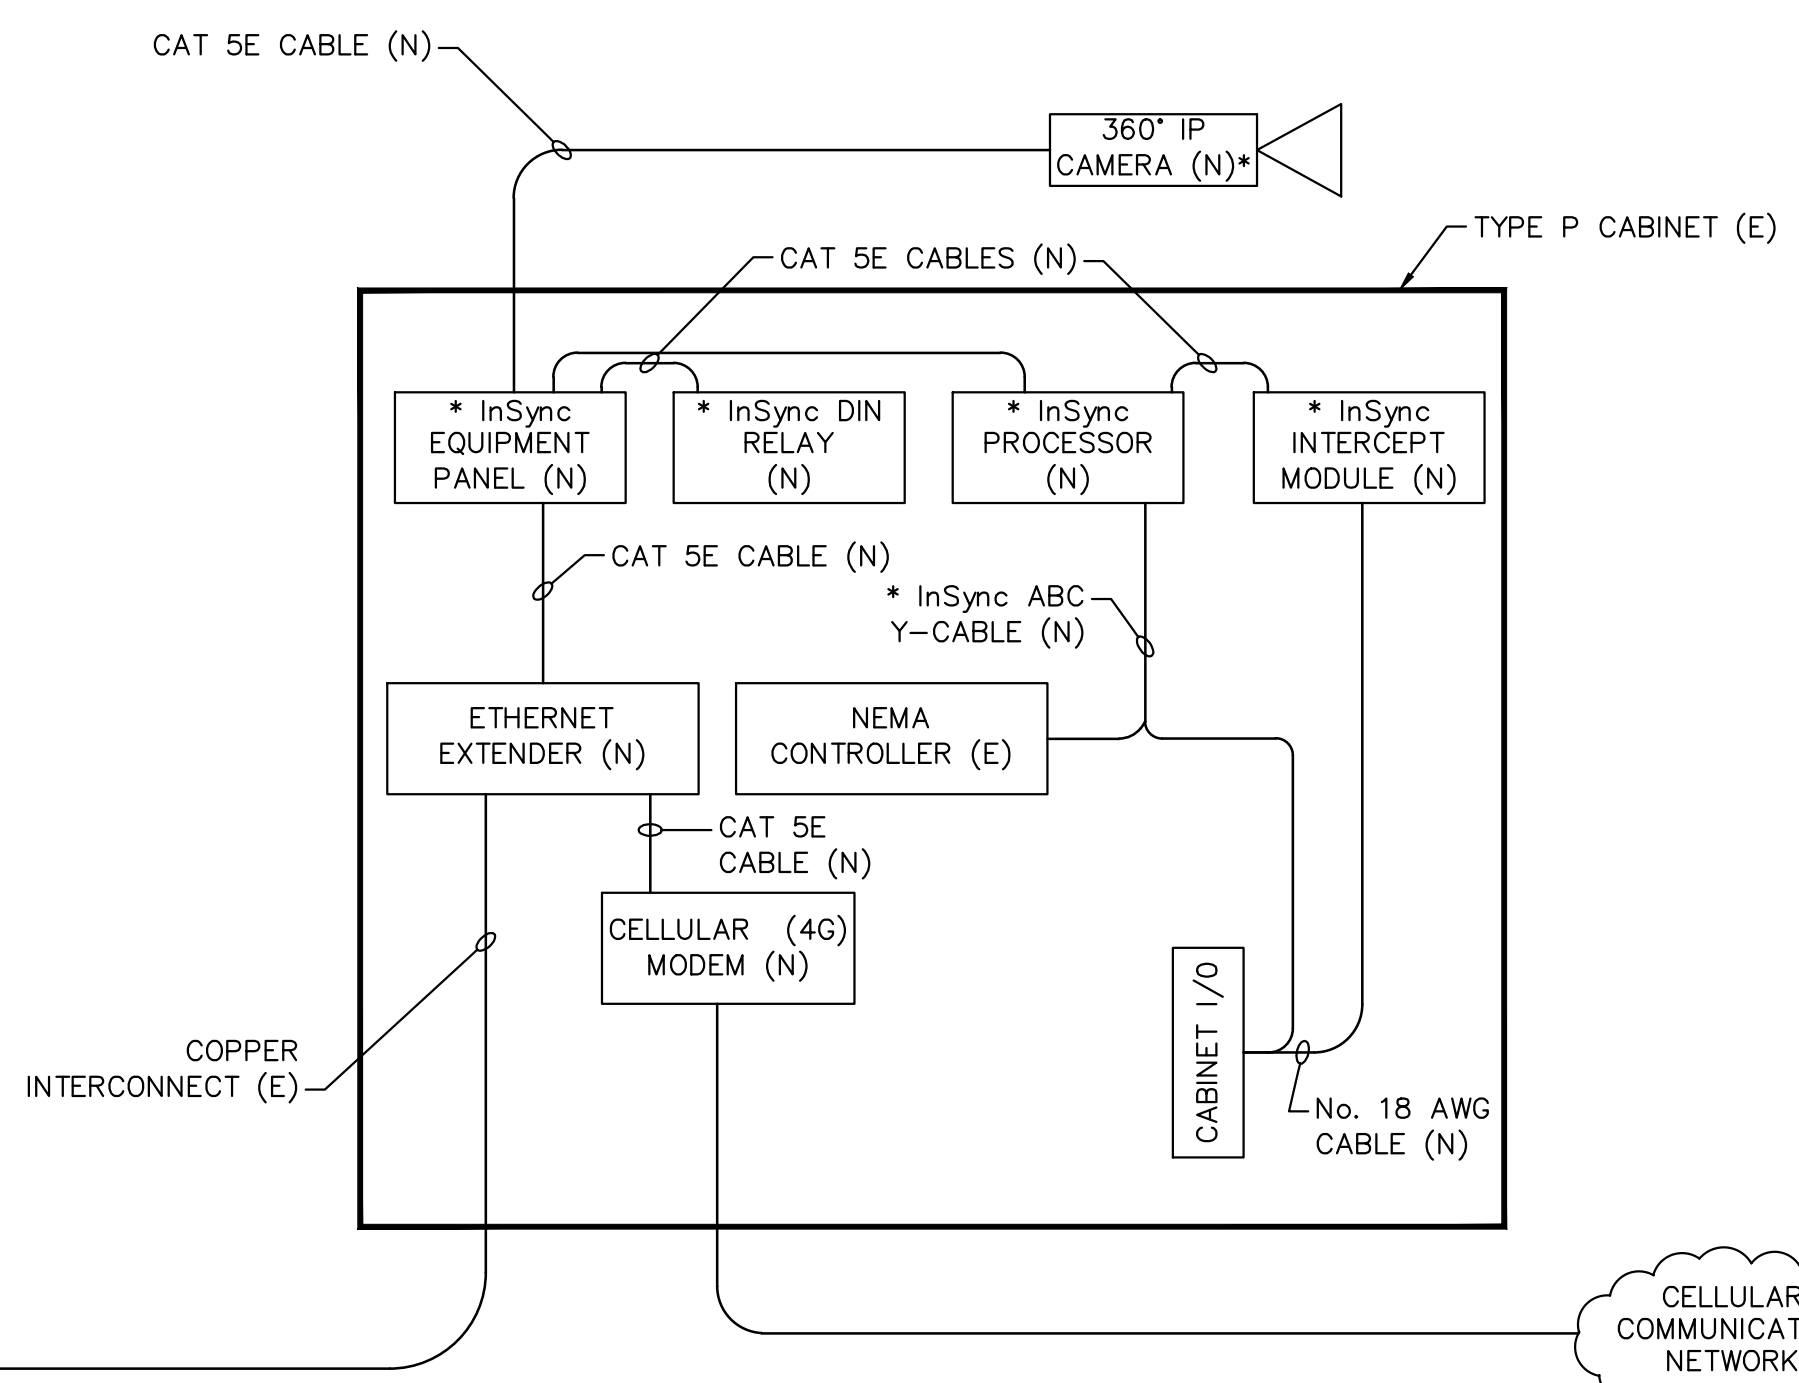 CAT 5E CABLE (N)
360° IP
CAMERA (N)*
TYPE P CABINET (E)
CAT 5E CABLES (N)
* InSync
EQUIPMENT
PANEL (N)
* InSync DIN
RELAY
(N)
* InSync
PROCESSOR
(N)
* InSync
INTERCEPT
MODULE (N)
CAT 5E CABLE (N)
* InSync ABC
Y-CABLE (N)
ETHERNET
EXTENDER (N)
NEMA
CONTROLLER (E)
CAT 5E
CABLE (N)
CELLULAR (4G)
MODEM (N)
CABINET I/O
COPPER
INTERCONNECT (E)
No. 18 AWG
CABLE (N)
CELLULAR
COMMUNICAT
NETWORK